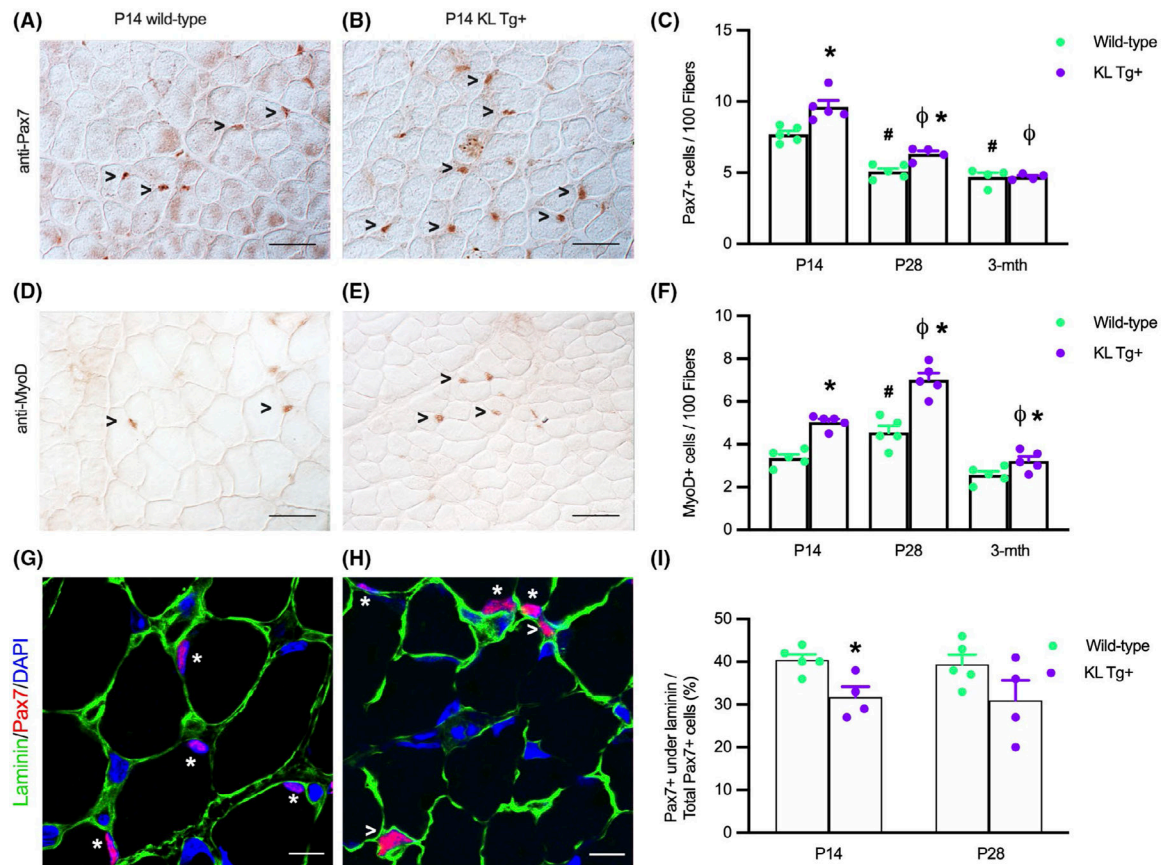 (A) P14 wild-type
(B) P14 KL Tg+
anti-Pax7
> > > >
> > > > > > >
(C)
Pax7+ cells / 100 Fibers
15
10
5
0
*
# ϕ *
# ϕ
P14 P28 3-mth
Wild-type
KL Tg+
(D) (E)
anti-MyoD
> >
> > >
(F)
MyoD+ cells / 100 Fibers
10
8
6
4
2
0
*
# ϕ *
ϕ *
P14 P28 3-mth
Wild-type
KL Tg+
(G) (H)
Laminin/Pax7/DAPI
* * * *
* * *
> >
(I)
Pax7+ under lamin /
Total Pax7+ cells (%)
50
40
30
20
10
0
*
P14 P28
Wild-type
KL Tg+